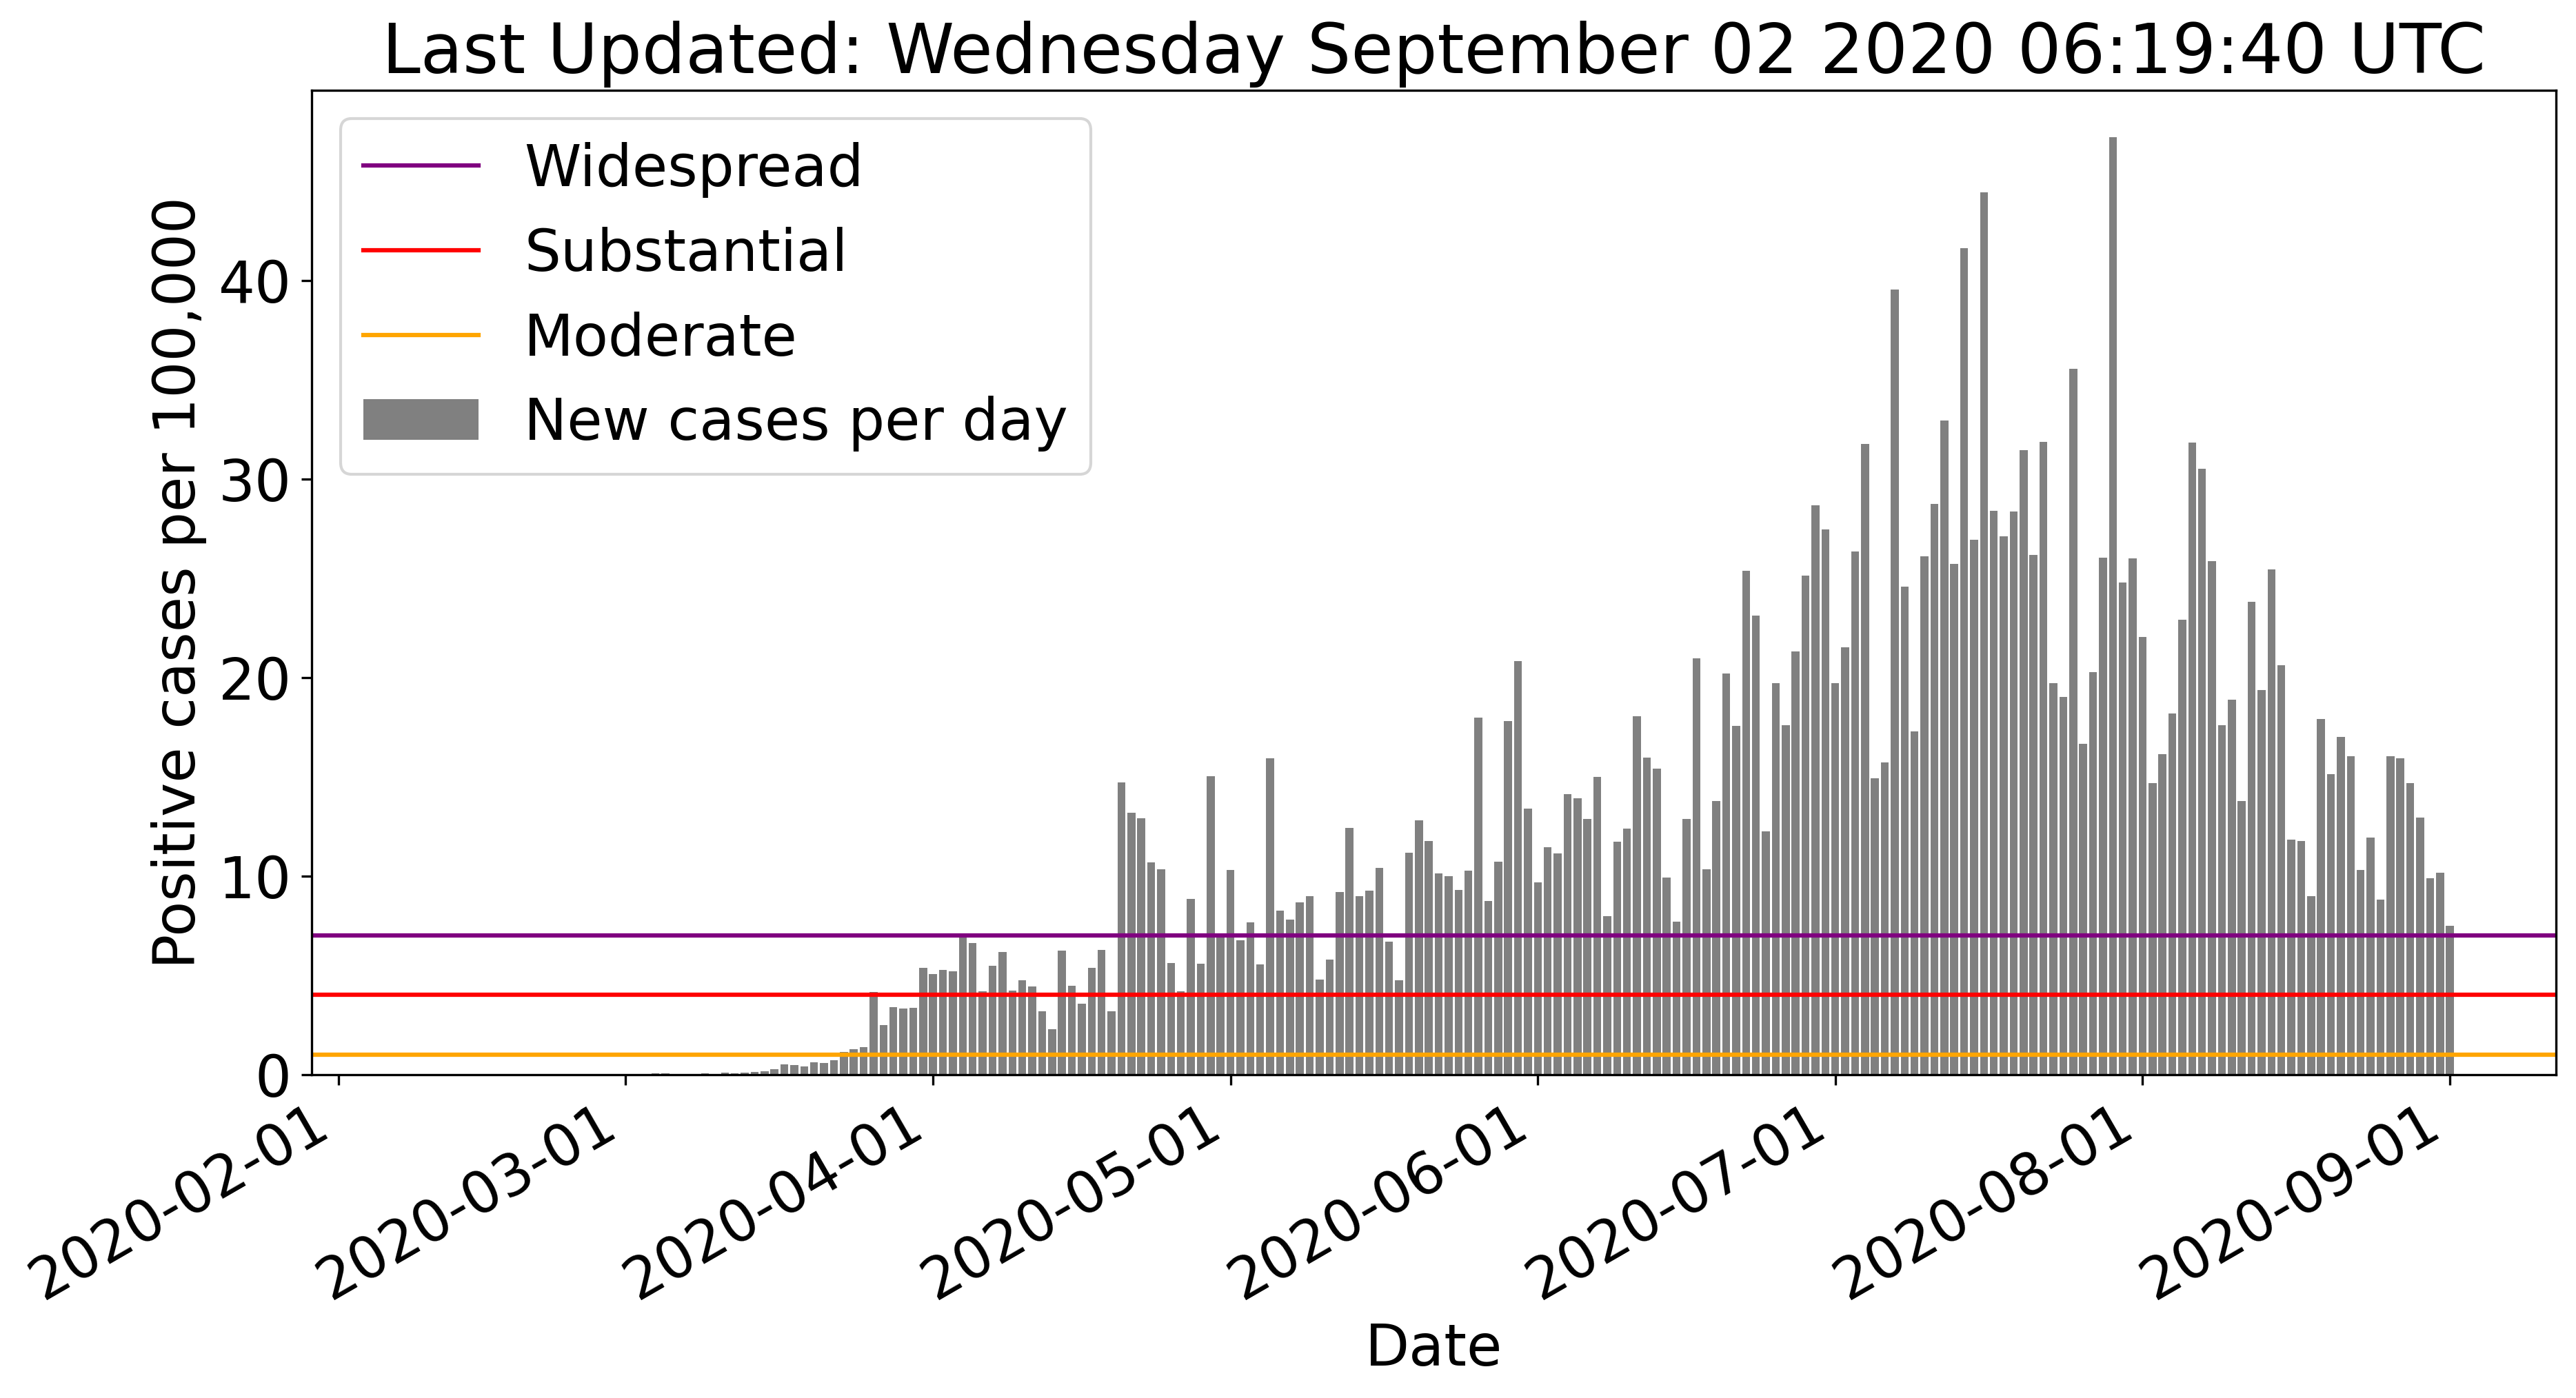 Last Updated: Wednesday September 02 2020 06:19:40 UTC
Widespread
Substantial
Moderate
New cases per day
Positive cases per 100,000
40
30
20
10
0
2020-02-01
2020-03-01
2020-04-01
2020-05-01
2020-06-01
2020-07-01
2020-08-01
2020-09-01
Date